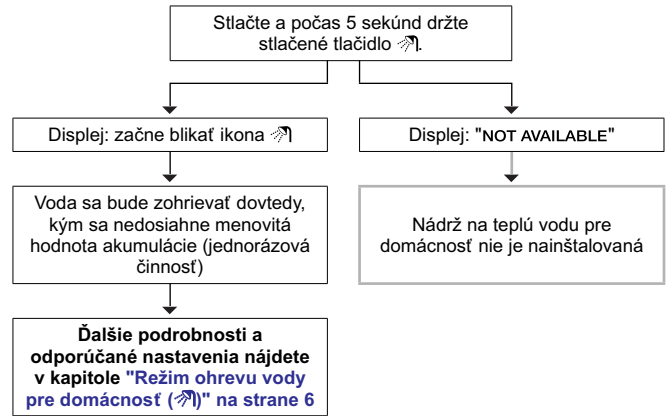 Stlačte a počas 5 sekúnd držte
stlačené tlačidlo .
Displej: začne blikať ikona
Displej: "NOT AVAILABLE"
Voda sa bude zohrievať dovtedy,
kým sa nedosiahne menovitá
hodnota akumulácie (jednorázová
činnosť)
Nádrž na teplú vodu pre
domácnosť nie je nainštalovaná
Ďalšie podrobnosti a
odporúčané nastavenia nájdete
v kapitole "Režim ohrevu vody
pre domácnosť ()" na strane 6